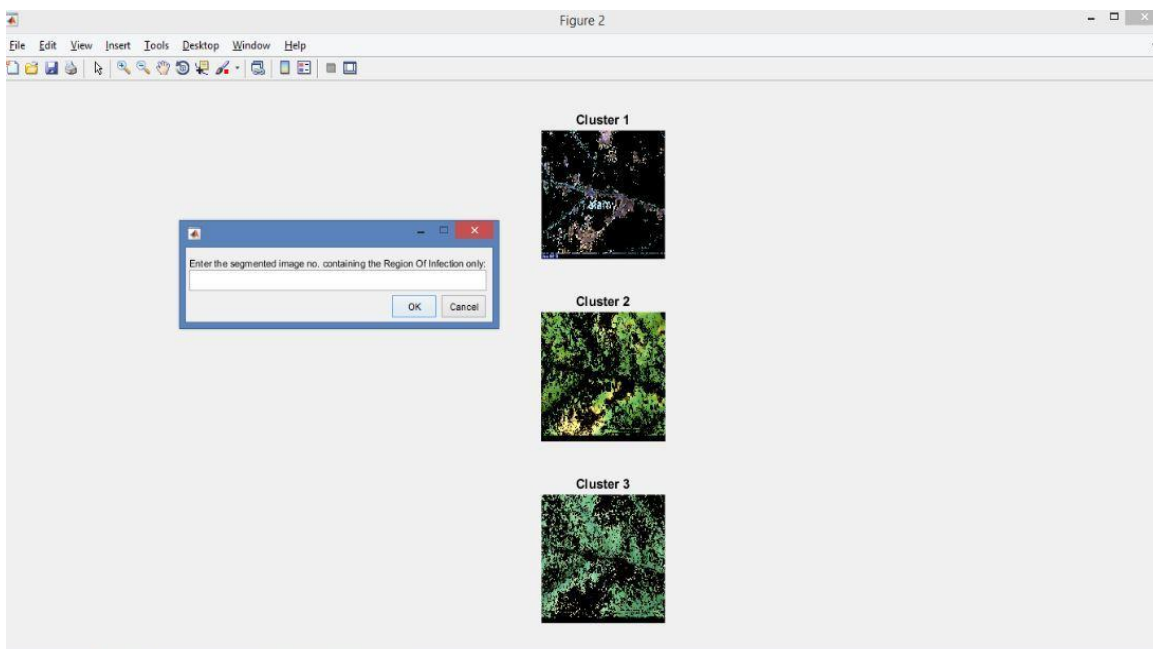 Figure 2
File Edit View Insert Tools Desktop Window Help
Cluster 1
alamy
Enter the segmented image no. containing the Region Of Infection only:
OK Cancel
Cluster 2
Cluster 3